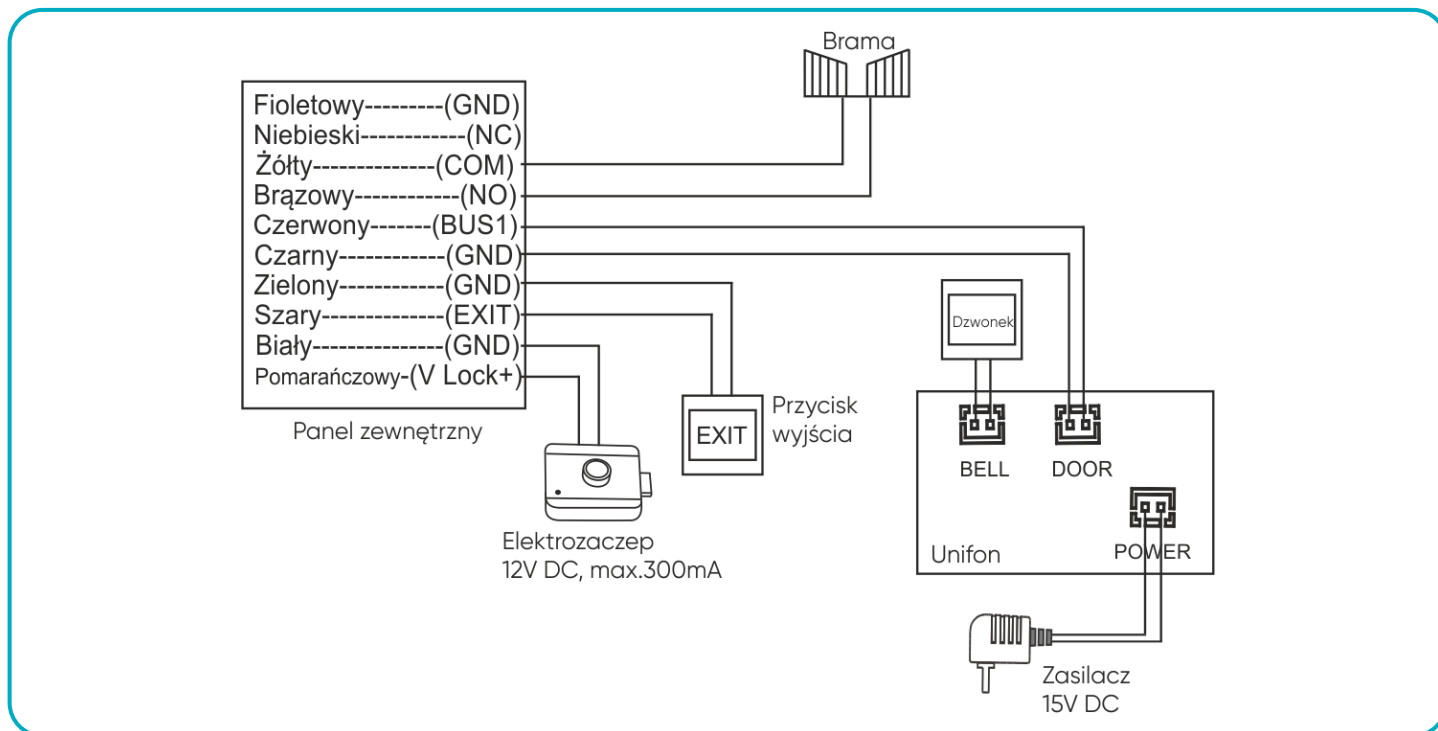 Brama
Fioletowy---------(GND)
Niebieski------------(NC)
Żółty--------------(COM)
Brązowy------------(NO)
Czerwony-----(BUS1)
Czarny------------(GND)
Zielony-----------(GND)
Szary-------------(EXIT)
Biały---------------(GND)
Pomarańczowy-(V Lock+)
Panel zewnętrzny
EXIT
Przycisk
wyjścia
Elektrozaczep
12V DC, max.300mA
Dzwonek
BELL
DOOR
POWER
Unifon
Zasilacz
15V DC